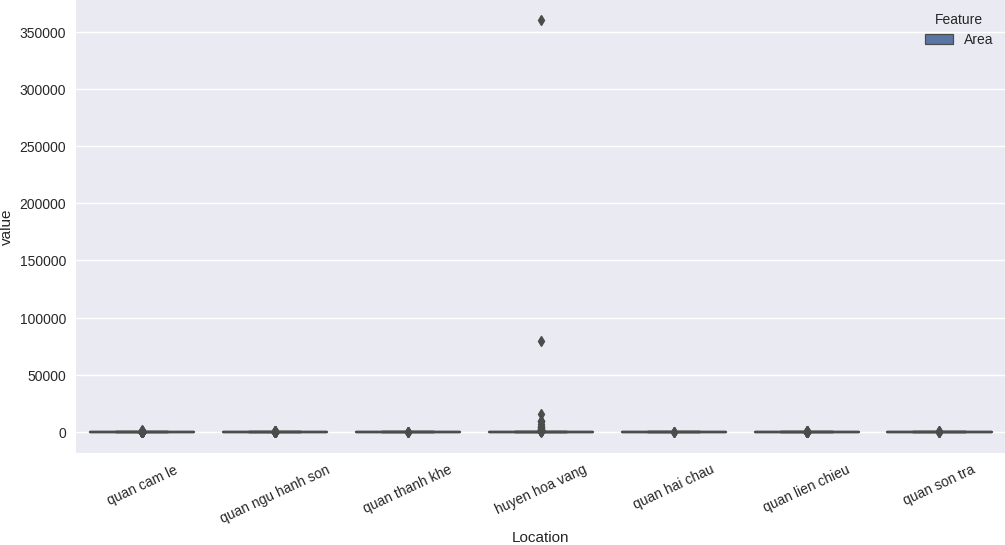 350000
300000
250000
200000
150000
100000
50000
0
value
Feature
Area
quan cam le
quan ngu hanh son
quan thanh khe
huyen hoa vang
quan hai chau
quan lien chieu
quan son tra
Location